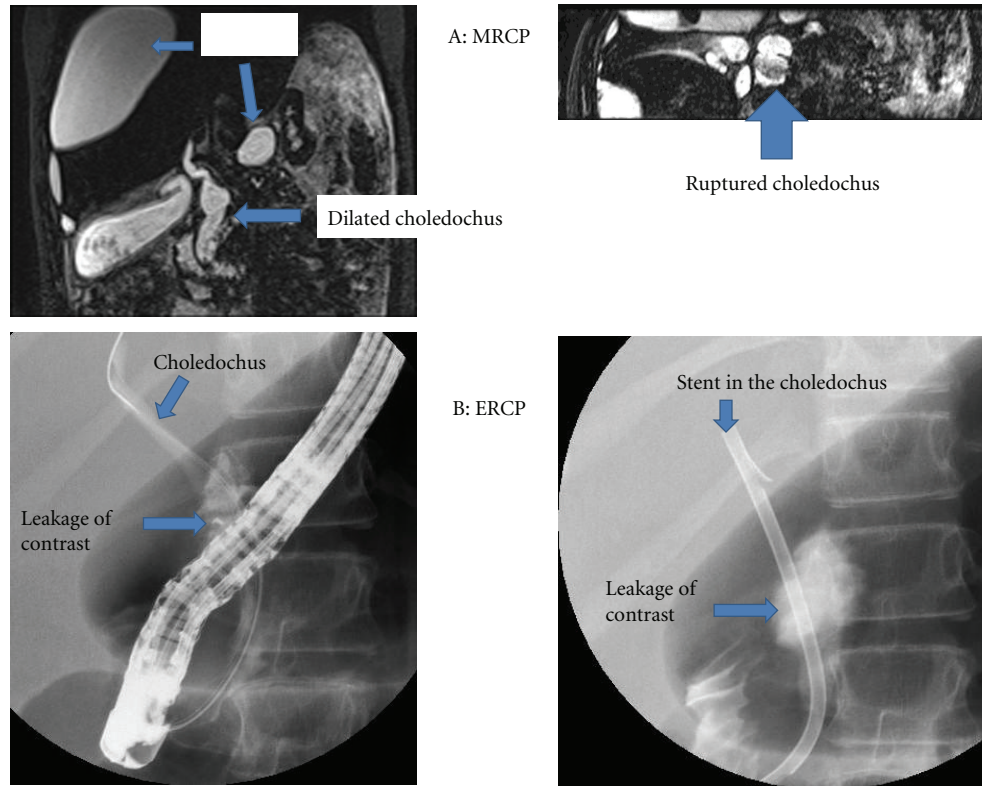 A: MRCP
Dilated choledochus
Ruptured choledochus
Choledochus
B: ERCP
Leakage of
contrast
Stent in the choledochus
Leakage of
contrast